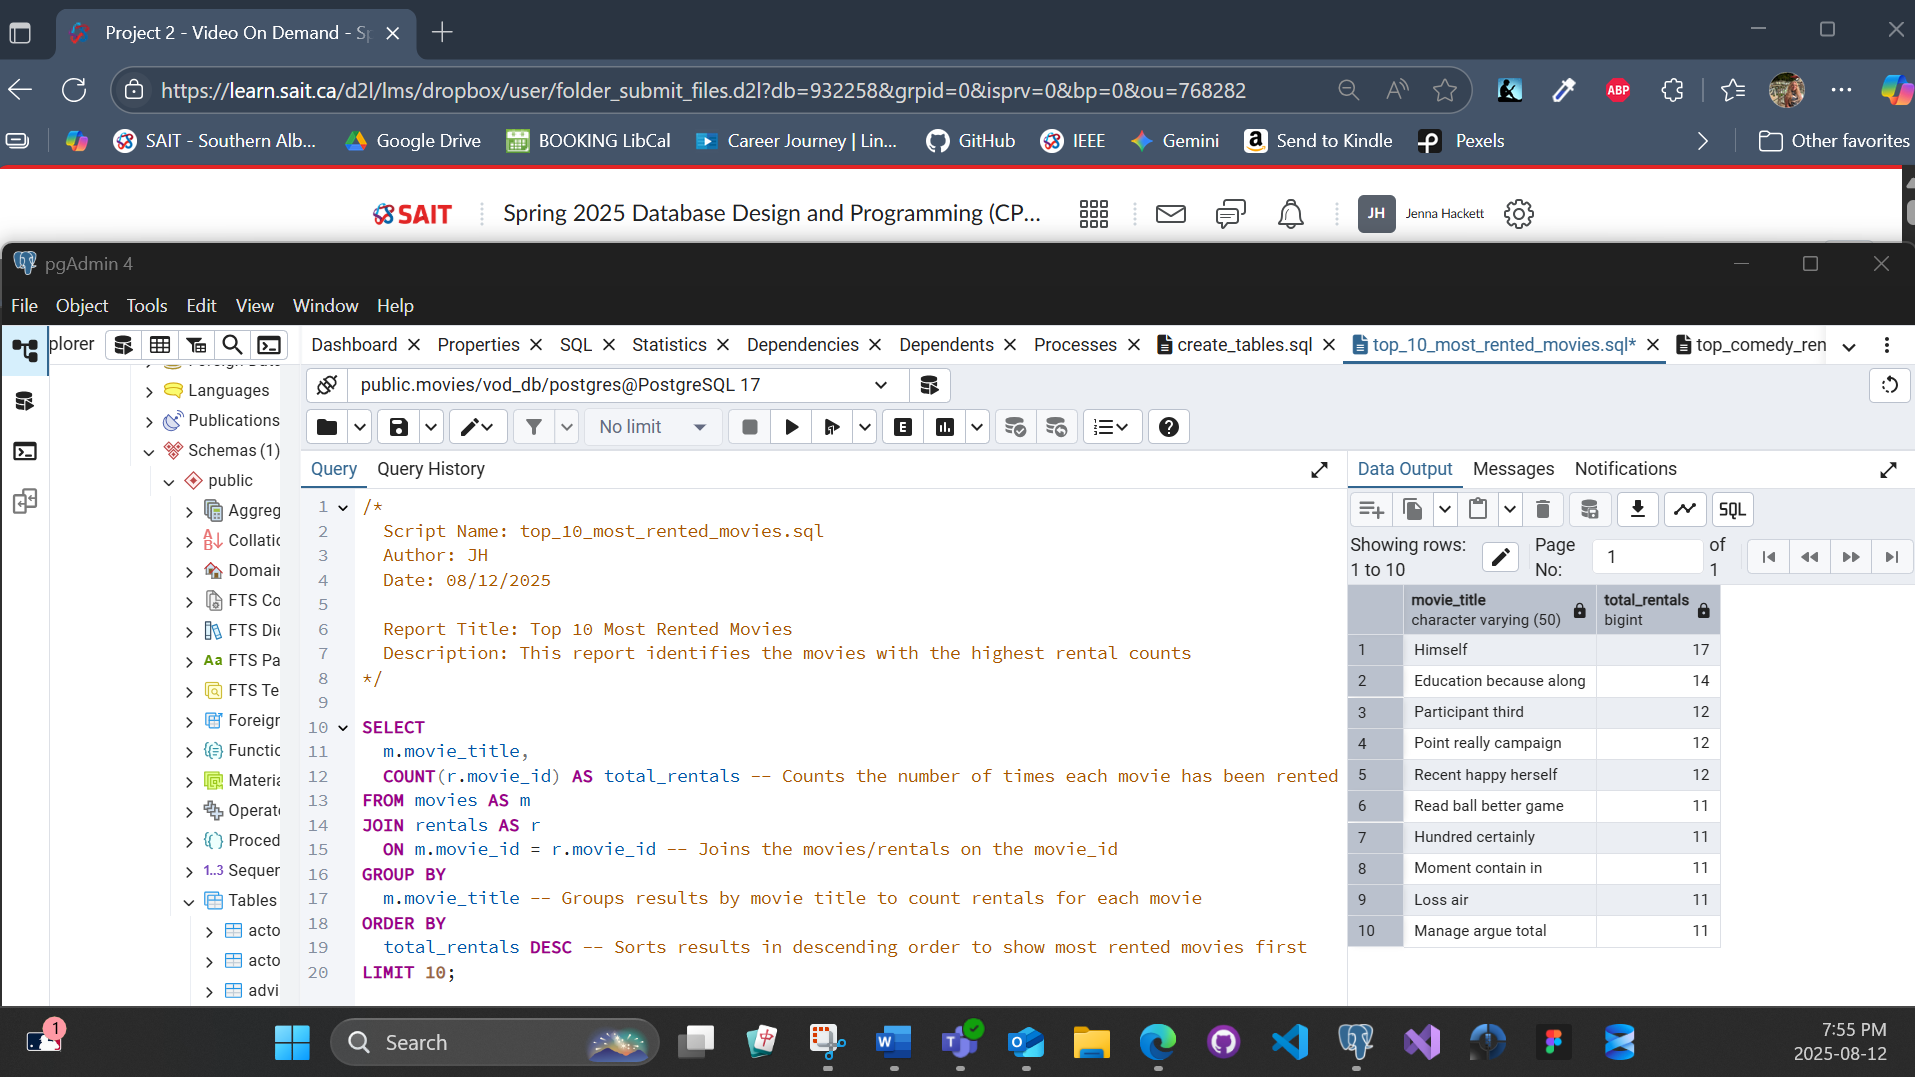 Project 2 - Video On Demand - Sp
https://learn.sait.ca/d2l/lms/dropbox/user/folder_submit_files.d2l?db=932258&grpid=0&isprv=0&bp=0&ou=768282
ABP
SAIT - Southern Alb...
Google Drive
BOOKING LibCal
Career Journey | Lin...
GitHub
IEEE
Gemini
Send to Kindle
Pexels
Other favorites
SAIT
Spring 2025 Database Design and Programming (CP...
JH
Jenna Hackett
pgAdmin 4
File Object Tools Edit View Window Help
plorer
Dashboard
Properties
SQL
Statistics
Dependencies
Dependents
Processes
create_tables.sql
top_10_most_rented_movies.sql*
top_comedy_ren
public.movies/vod_db/postgres@PostgreSQL 17
No limit
E
Languages
Publications
Schemas (1)
public
Aggreg
Collatic
Domair
FTS Co
FTS Dic
FTS Pa
FTS Te
Foreigr
Functic
Materia
Operat
Proced
1..3 Sequer
Tables
acto
acto
advi
Query
Query History
1 /*
2 Script Name: top_10_most_rented_movies.sql
3 Author: JH
4 Date: 08/12/2025
5
6 Report Title: Top 10 Most Rented Movies
7 Description: This report identifies the movies with the highest rental counts
8 */
9
10 SELECT
11 m.movie_title,
12 COUNT(r.movie_id) AS total_rentals -- Counts the number of times each movie has been rented
13 FROM movies AS m
14 JOIN rentals AS r
15 ON m.movie_id = r.movie_id -- Joins the movies/rentals on the movie_id
16 GROUP BY
17 m.movie_title -- Groups results by movie title to count rentals for each movie
18 ORDER BY
19 total_rentals DESC -- Sorts results in descending order to show most rented movies first
20 LIMIT 10;
Data Output
Messages
Notifications
SQL
Showing rows: 1 to 10
Page No: 1 of 1
movie_title character varying (50)
total_rentals bigint
1 Himself 17
2 Education because along 14
3 Participant third 12
4 Point really campaign 12
5 Recent happy herself 12
6 Read ball better game 11
7 Hundred certainly 11
8 Moment contain in 11
9 Loss air 11
10 Manage argue total 11
1
Search
7:55 PM
2025-08-12